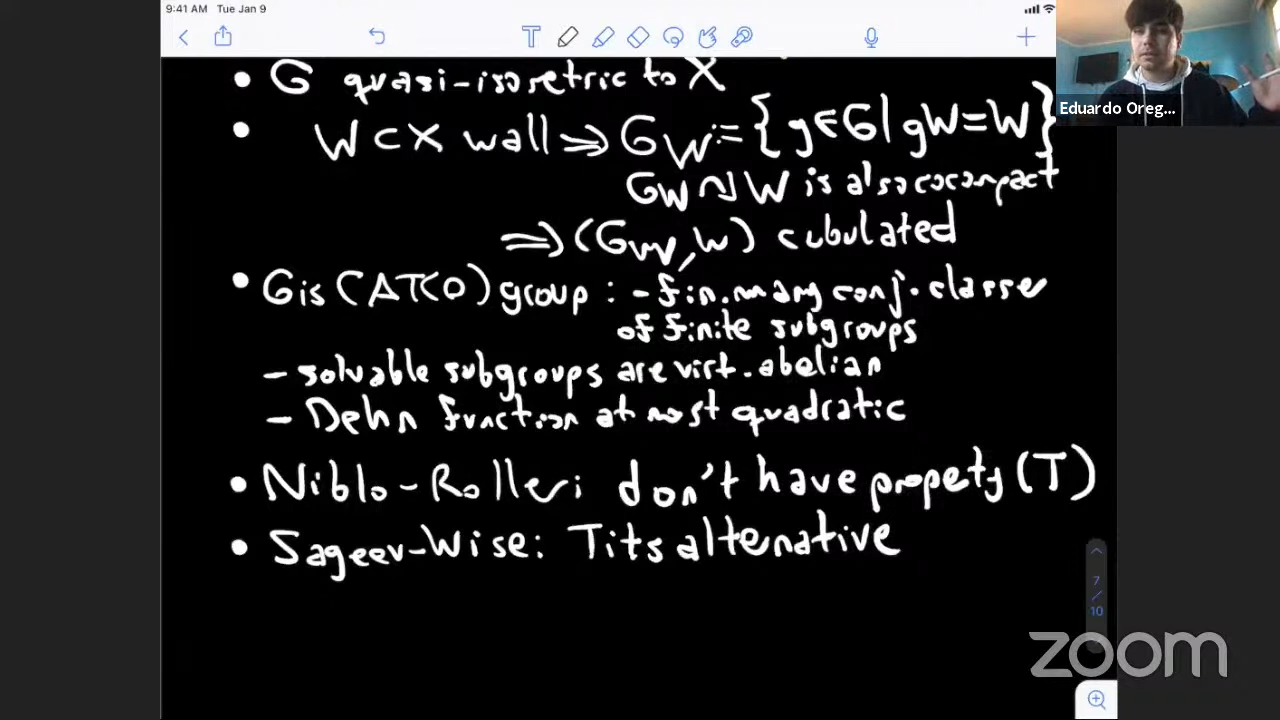 9:41 AM Tue Jan 9
Eduardo Oreg...
• G quasi-isometric to X
• W ⊂ X wall ⇒ G_W := {g ∈ G | gW = W}
G_W ↷ W is also cocompact
⇒ (G_W, W) cubulated
• G is CAT(0) group : - fin. many conj. classes
of finite subgroups
- solvable subgroups are virt. abelian
- Dehn function at most quadratic
• Niblo-Roller: don't have propety (T)
• Sageev-Wise: Tits alternative
7
/
10
zoom